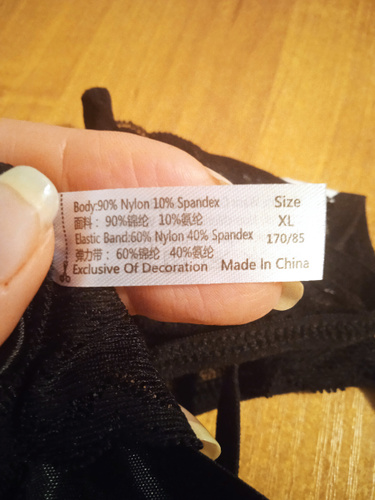 Body:90% Nylon 10% Spandex Size
面料：90%锦纶 10%氨纶 XL
Elastic Band:60% Nylon 40% Spandex 170/85
弹力带：60%锦纶 40%氨纶
Exclusive Of Decoration Made In China